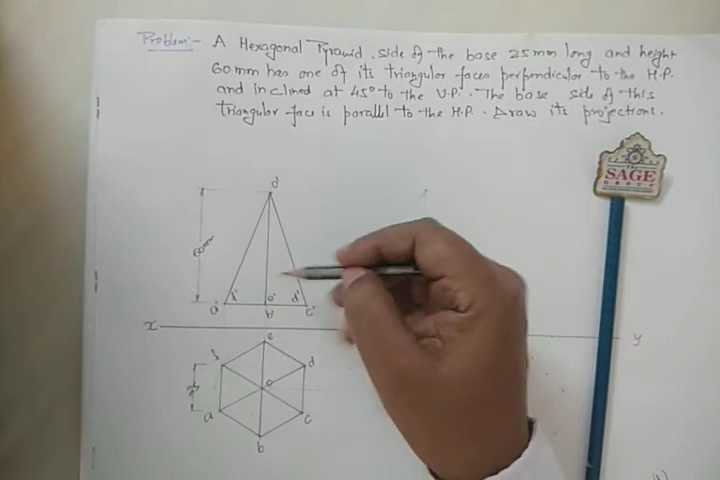 Problem:- A Hexagonal Pyramid, side of the base 25mm long and height
60mm has one of its triangular faces perpendicular to the H.P.
and inclined at 45° to the V.P. The base side of this
triangular face is parallel to the H.P. Draw its projections.
THE
SAGE
GROUP
o'
60mm
a' f' o' d' c'
b'
x y
e
f d
o
a c
b